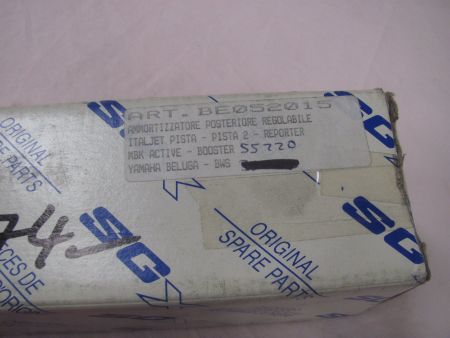 ART. BE052015
AMMORTIZZATORE POSTERIORE REGOLABILE
ITALJET PISTA - PISTA 2 - REPORTER
MBK ACTIVE - BOOSTER 55220
YAMAHA BELUGA - BWS
ORIGINAL
SPARE PARTS
SG
ORIGINAL
SPARE PARTS
SG
SG